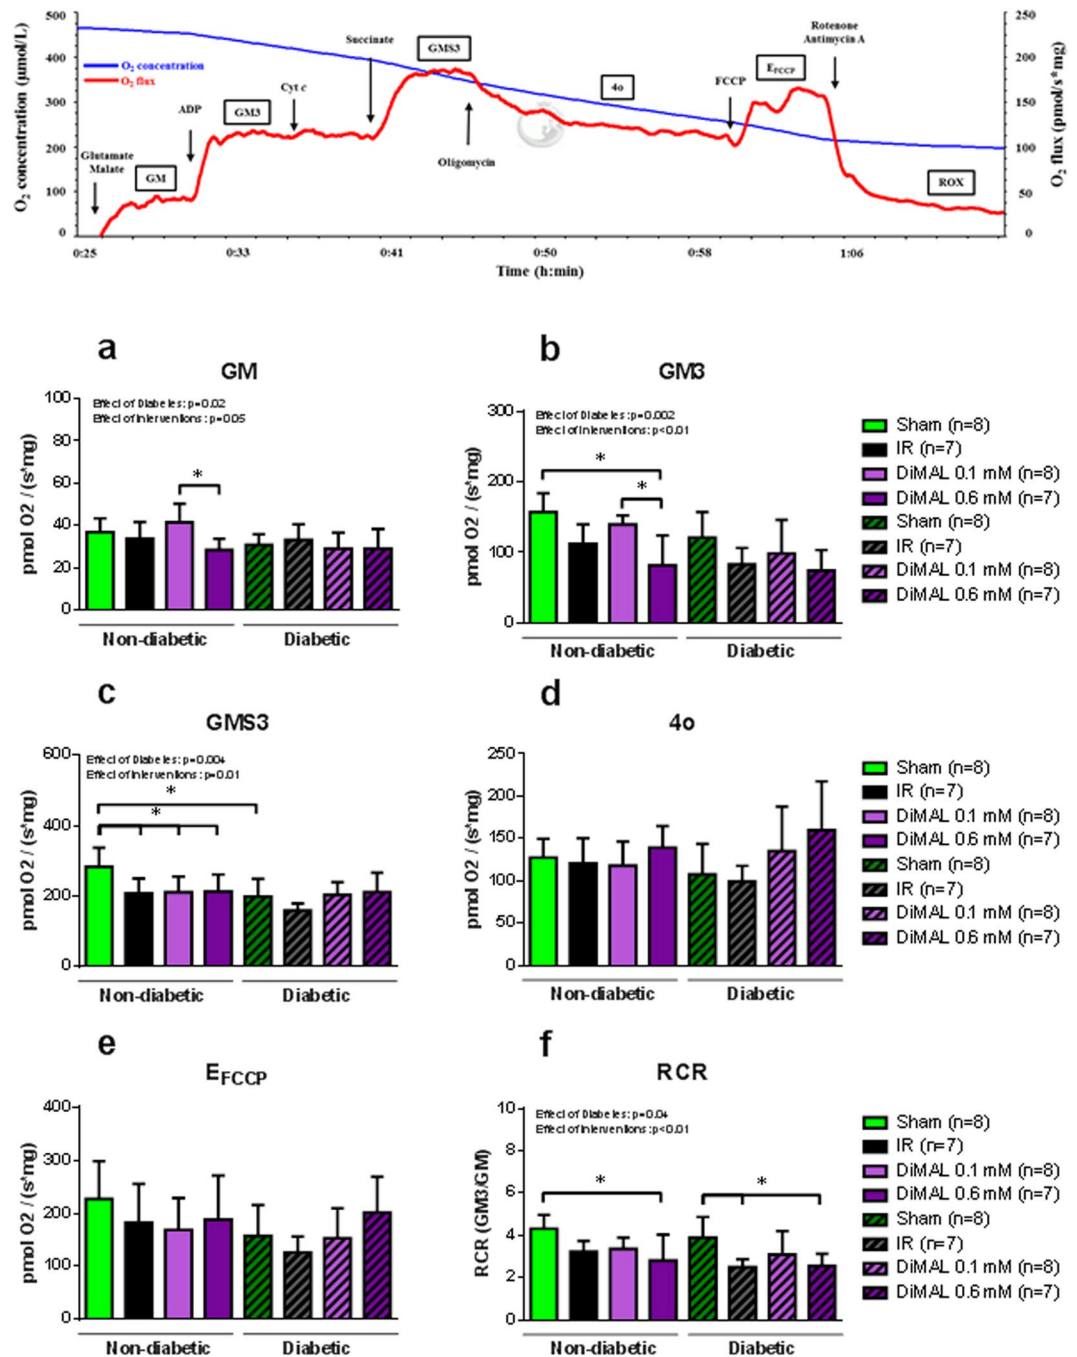 O2 concentration (μmol/L)
500
400
300
200
100
0
O2 concentration
O2 flux
Glutamate
Malate
GM
ADP
GM3
Cyt c
Succinate
GMS3
Oligomycin
4o
FCCP
EFCCP
Rotenone
Antimycin A
ROX
250
200
150
100
50
0
O2 flux (pmol/s*mg)
0:25 0:33 0:41 0:50 0:58 1:06
Time (h:min)
a
GM
Effect of Diabetes: p=0.02
Effect of Interventions: p=0.05
pmol O2 / (s*mg)
100
80
60
40
20
0
*
Non-diabetic Diabetic
b
GM3
Effect of Diabetes: p=0.002
Effect of Interventions: p<0.01
pmol O2 / (s*mg)
300
200
100
0
*
*
Non-diabetic Diabetic
Sham (n=8)
IR (n=7)
DiMAL 0.1 mM (n=8)
DiMAL 0.6 mM (n=7)
Sham (n=8)
IR (n=7)
DiMAL 0.1 mM (n=8)
DiMAL 0.6 mM (n=7)
c
GMS3
Effect of Diabetes: p=0.004
Effect of Interventions: p=0.01
pmol O2 / (s*mg)
600
400
200
0
*
*
Non-diabetic Diabetic
d
4o
pmol O2 / (s*mg)
250
200
150
100
50
0
Non-diabetic Diabetic
Sham (n=8)
IR (n=7)
DiMAL 0.1 mM (n=8)
DiMAL 0.6 mM (n=7)
Sham (n=8)
IR (n=7)
DiMAL 0.1 mM (n=8)
DiMAL 0.6 mM (n=7)
e
EFCCP
pmol O2 / (s*mg)
400
300
200
100
0
Non-diabetic Diabetic
f
RCR
Effect of Diabetes: p=0.04
Effect of Interventions: p<0.01
RCR (GM3/GM)
10
8
6
4
2
0
*
*
Non-diabetic Diabetic
Sham (n=8)
IR (n=7)
DiMAL 0.1 mM (n=8)
DiMAL 0.6 mM (n=7)
Sham (n=8)
IR (n=7)
DiMAL 0.1 mM (n=8)
DiMAL 0.6 mM (n=7)